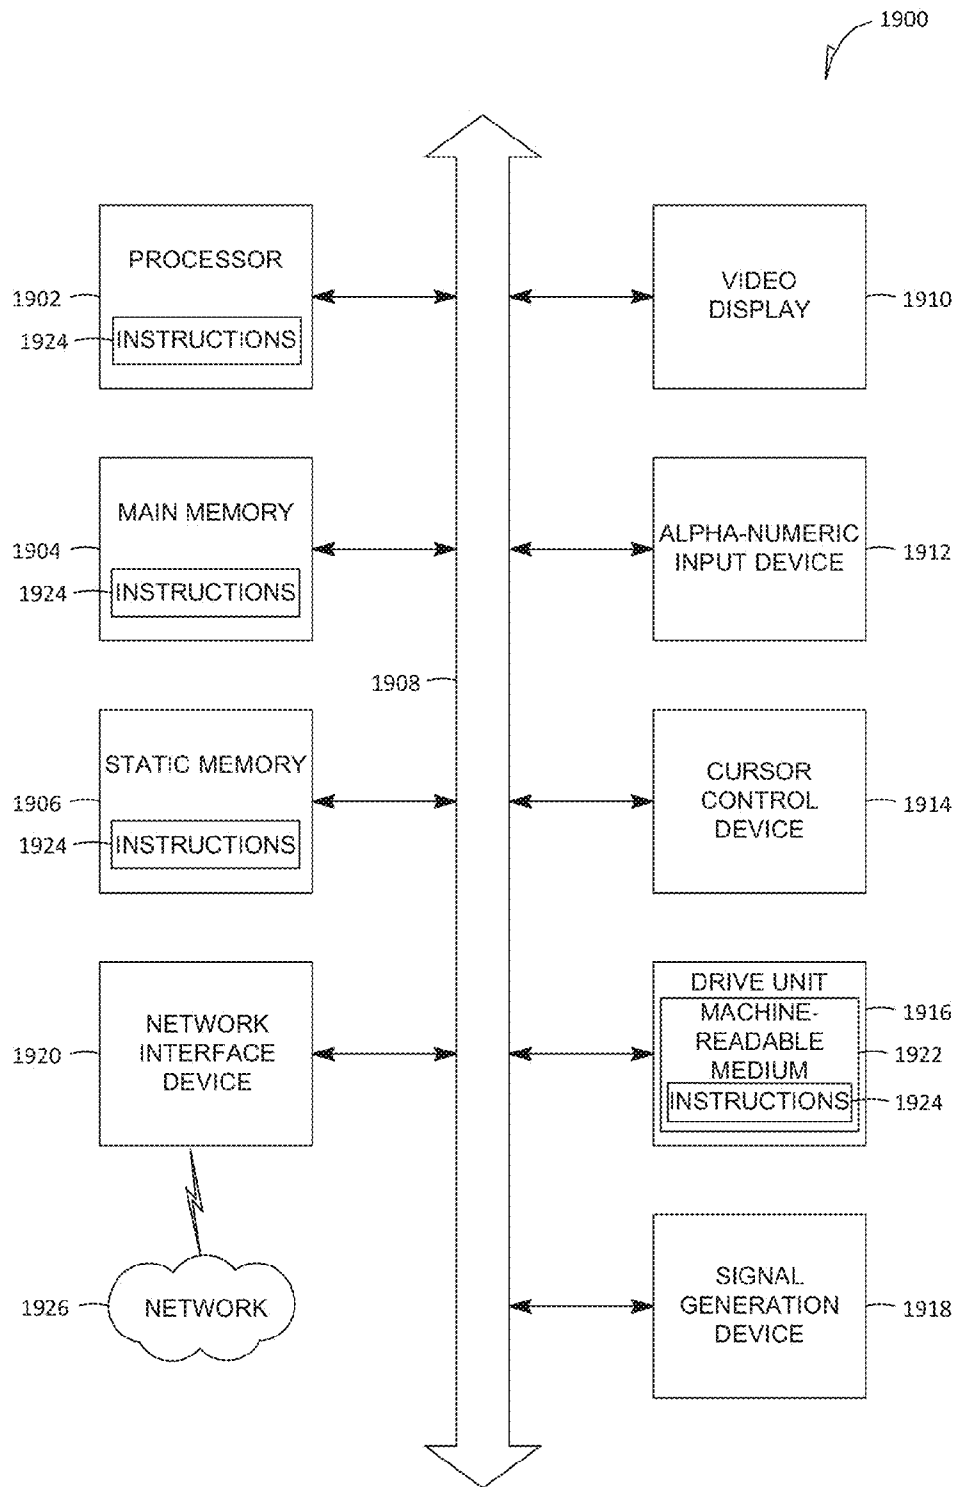 1900
PROCESSOR
1902
1924
INSTRUCTIONS
VIDEO
DISPLAY
1910
MAIN MEMORY
1904
1924
INSTRUCTIONS
ALPHA-NUMERIC
INPUT DEVICE
1912
1908
STATIC MEMORY
1906
1924
INSTRUCTIONS
CURSOR
CONTROL
DEVICE
1914
NETWORK
INTERFACE
DEVICE
1920
DRIVE UNIT
MACHINE-
READABLE
MEDIUM
INSTRUCTIONS
1916
1922
1924
1926
NETWORK
SIGNAL
GENERATION
DEVICE
1918